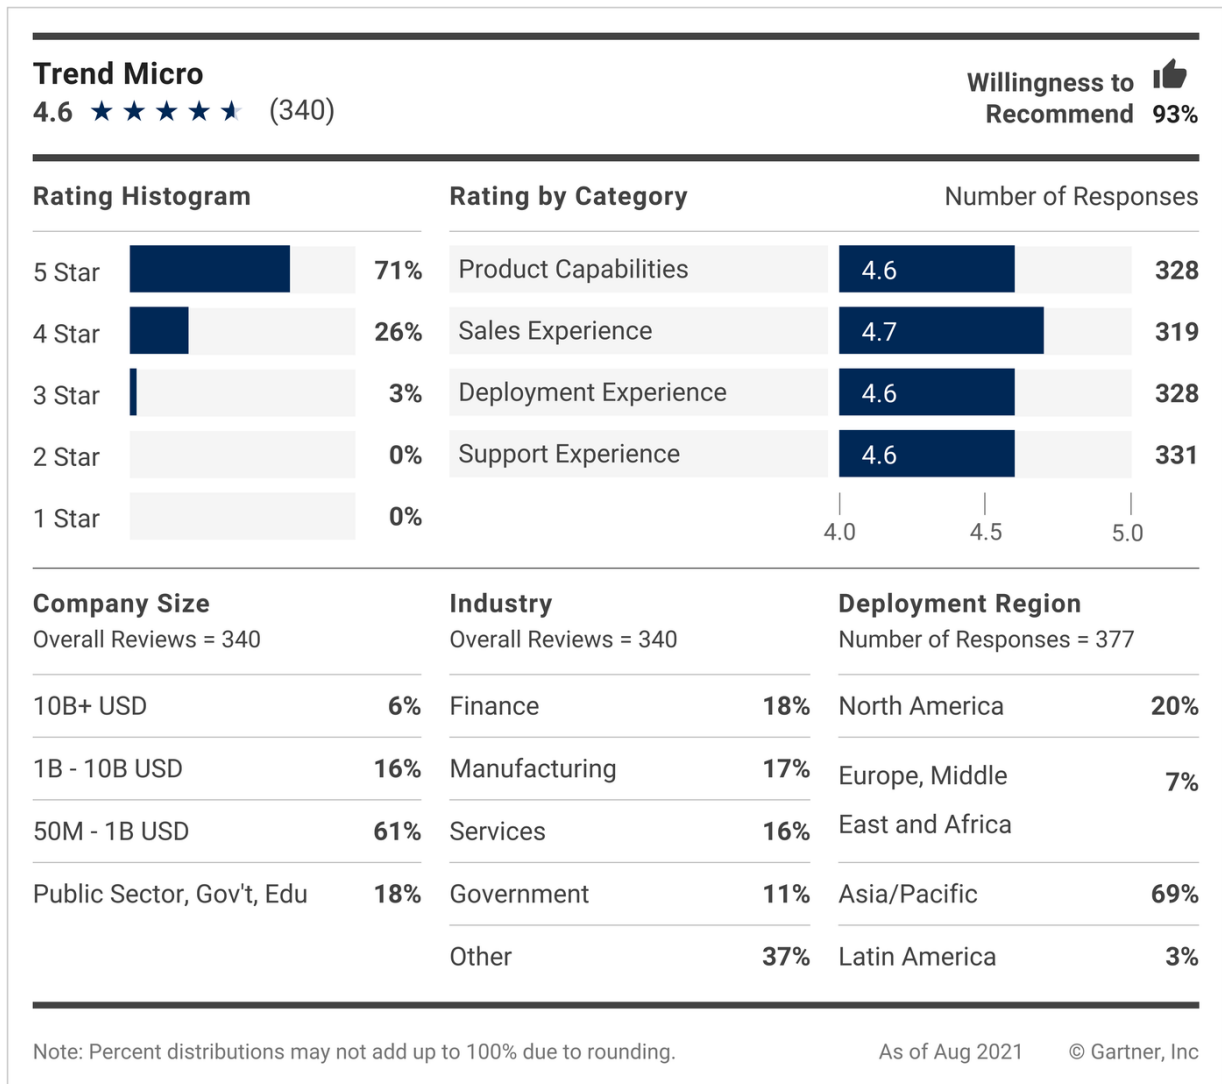 Trend Micro
4.6 (340)
Willingness to
Recommend 93%
Rating Histogram
5 Star 71%
4 Star 26%
3 Star 3%
2 Star 0%
1 Star 0%
Rating by Category Number of Responses
Product Capabilities 4.6 328
Sales Experience 4.7 319
Deployment Experience 4.6 328
Support Experience 4.6 331
4.0 4.5 5.0
Company Size
Overall Reviews = 340
10B+ USD 6%
1B - 10B USD 16%
50M - 1B USD 61%
Public Sector, Gov't, Edu 18%
Industry
Overall Reviews = 340
Finance 18%
Manufacturing 17%
Services 16%
Government 11%
Other 37%
Deployment Region
Number of Responses = 377
North America 20%
Europe, Middle 7%
East and Africa
Asia/Pacific 69%
Latin America 3%
Note: Percent distributions may not add up to 100% due to rounding.
As of Aug 2021 © Gartner, Inc